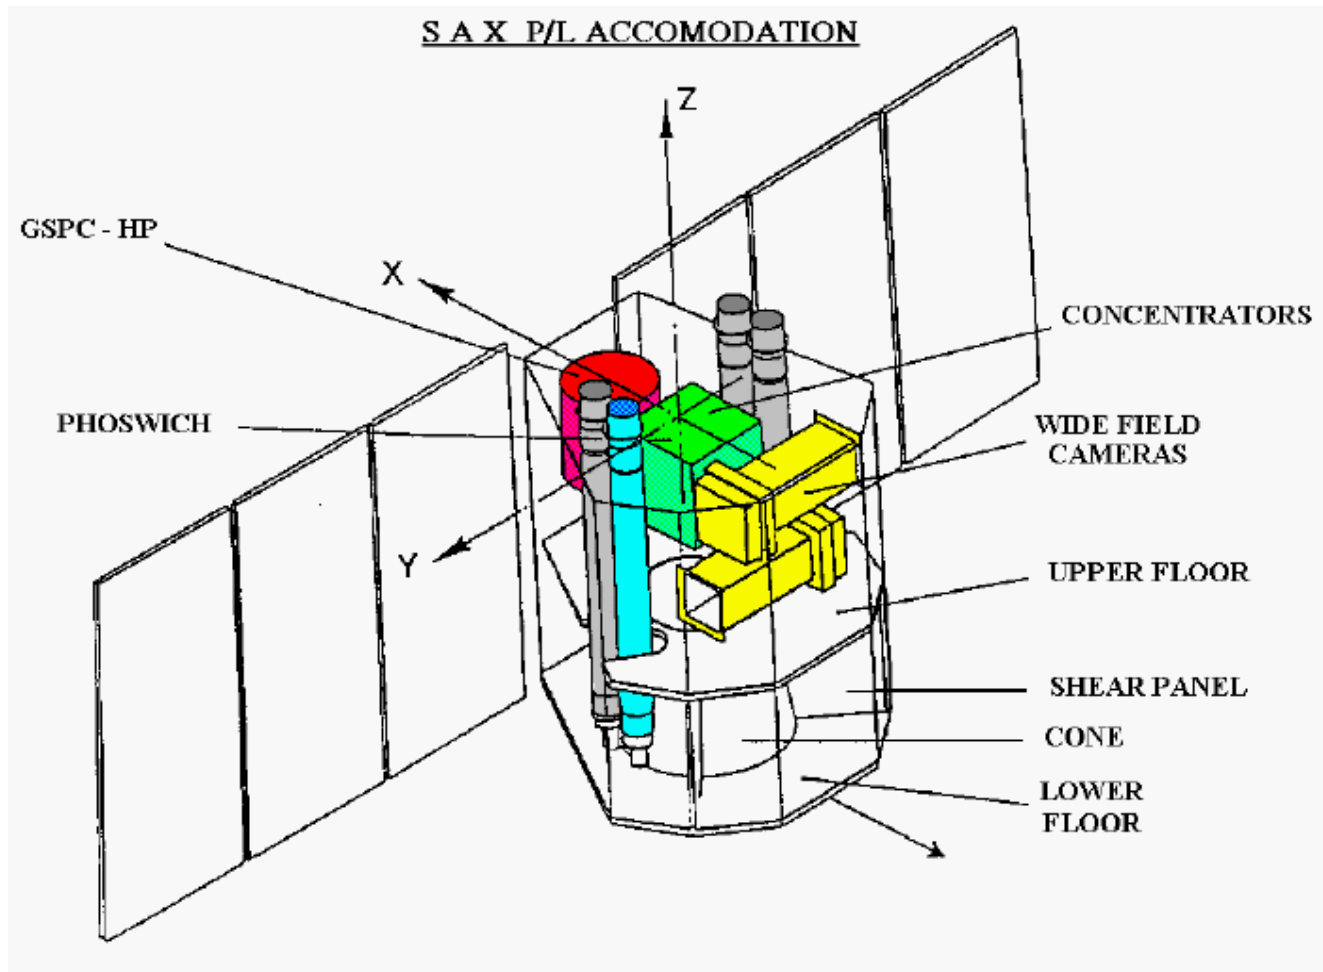 S A X P/L ACCOMODATION
Z
GSPC - HP
X
CONCENTRATORS
PHOSWICH
WIDE FIELD
CAMERAS
Y
UPPER FLOOR
SHEAR PANEL
CONE
LOWER
FLOOR